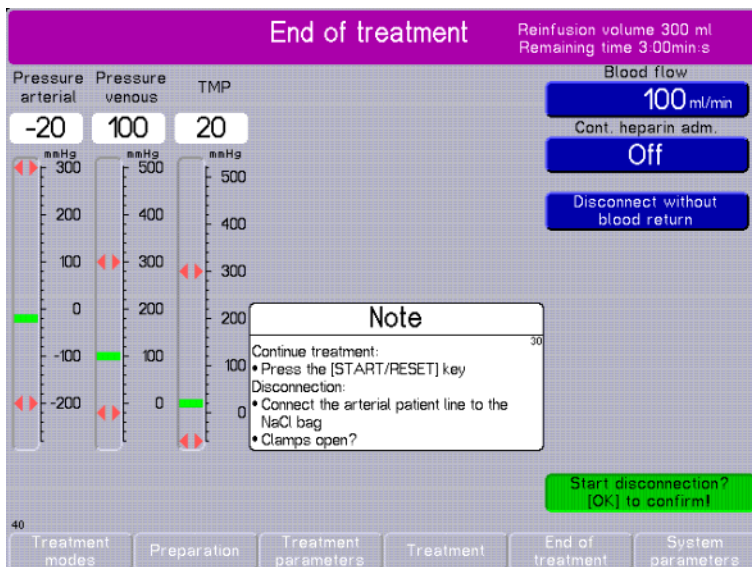 End of treatment
Reinfusion volume 300 ml
Remaining time 3:00min:s
Pressure arterial
Pressure venous
TMP
-20
100
20
mmHg
300
200
100
0
-100
-200
mmHg
500
400
300
200
100
0
500
400
300
200
100
0
Blood flow
100 ml/min
Cont. heparin adm.
Off
Disconnect without
blood return
Note
30
Continue treatment:
• Press the [START/RESET] key
Disconnection:
• Connect the arterial patient line to the
NaCl bag
• Clamps open?
Start disconnection?
[OK] to confirm!
40
Treatment
modes
Preparation
Treatment
parameters
Treatment
End of
treatment
System
parameters